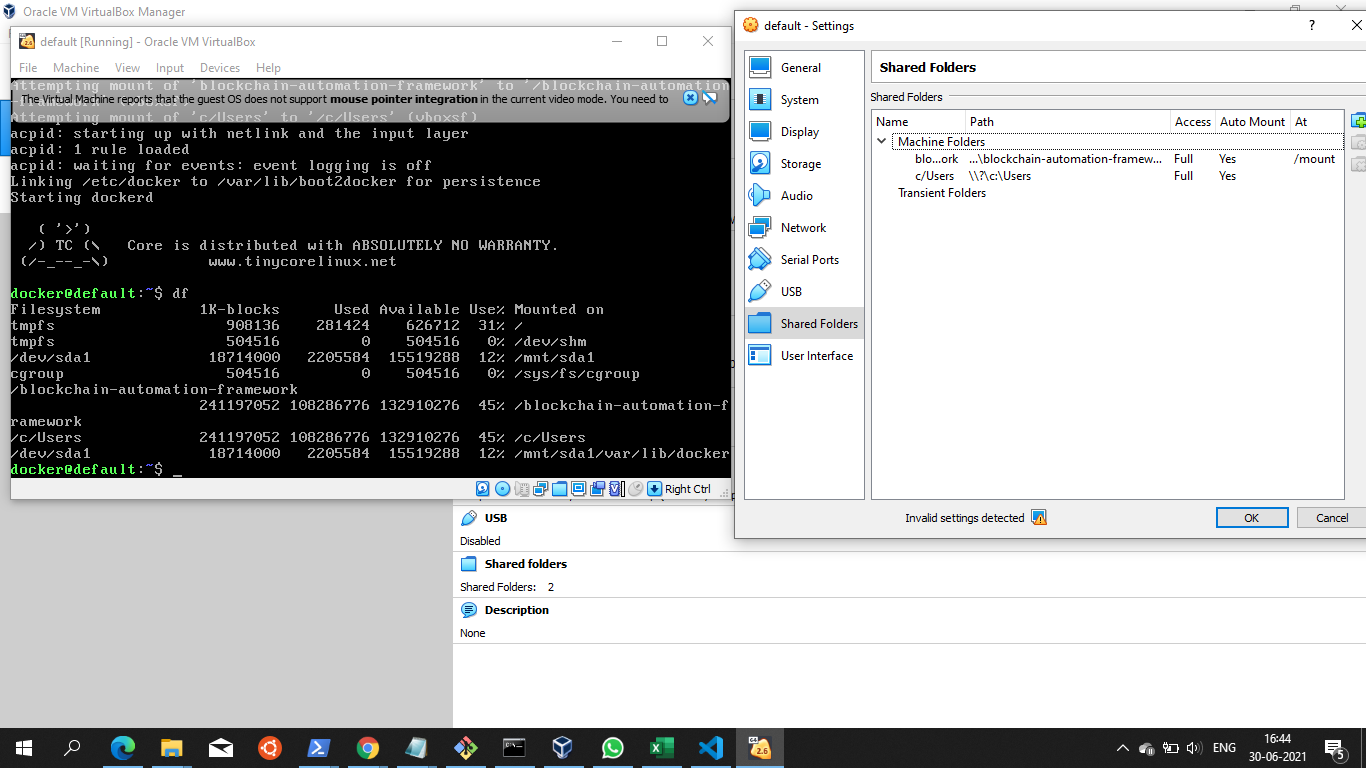 Oracle VM VirtualBox Manager
default [Running] - Oracle VM VirtualBox
File Machine View Input Devices Help
Attempting mount of 'blockchain-automation-framework' to '/blockchain-automation
The Virtual Machine reports that the guest OS does not support mouse pointer integration in the current video mode. You need to
Attempting mount of 'c/Users' to '/c/Users' (vboxsf)
acpid: starting up with netlink and the input layer
acpid: 1 rule loaded
acpid: waiting for events: event logging is off
Linking /etc/docker to /var/lib/boot2docker for persistence
Starting dockerd
( '>')
/) TC (\ Core is distributed with ABSOLUTELY NO WARRANTY.
(/-_--_-\) www.tinycorelinux.net
docker@default:~$ df
Filesystem 1K-blocks Used Available Use% Mounted on
tmpfs 908136 281424 626712 31% /
tmpfs 504516 0 504516 0% /dev/shm
/dev/sda1 18714000 2205584 15519288 12% /mnt/sda1
cgroup 504516 0 504516 0% /sys/fs/cgroup
/blockchain-automation-framework
241197052 108286776 132910276 45% /blockchain-automation-f
ramework
/c/Users 241197052 108286776 132910276 45% /c/Users
/dev/sda1 18714000 2205584 15519288 12% /mnt/sda1/var/lib/docker
docker@default:~$ _
Right Ctrl
default - Settings
General
System
Display
Storage
Audio
Network
Serial Ports
USB
Shared Folders
User Interface
Shared Folders
Shared Folders
Name Path Access Auto Mount At
Machine Folders
blo...ork ...\blockchain-automation-framew... Full Yes /mount
c/Users \\?\c:\Users Full Yes
Transient Folders
Invalid settings detected
OK Cancel
USB
Disabled
Shared folders
Shared Folders: 2
Description
None
ENG
16:44
30-06-2021
5